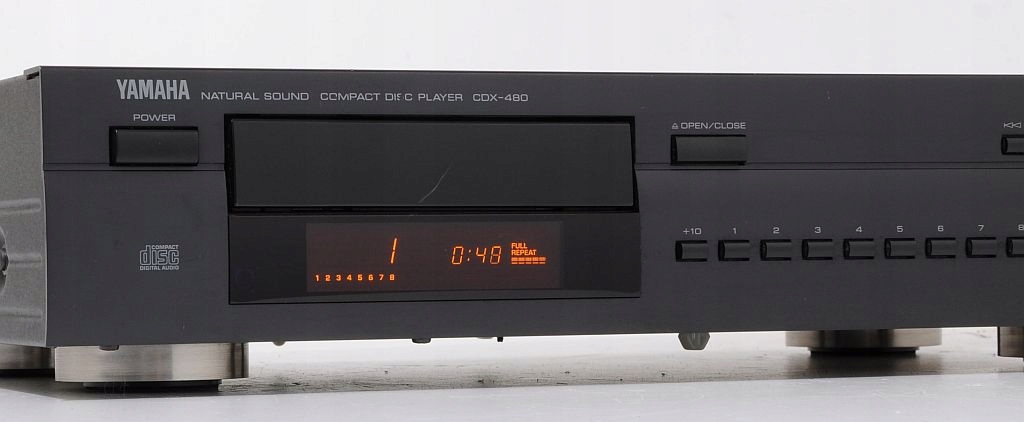 YAMAHA NATURAL SOUND COMPACT DISC PLAYER CDX-480
POWER
OPEN/CLOSE
COMPACT
disc
DIGITAL AUDIO
1 0:48 FULL
REPEAT
1 2 3 4 5 6 7 8
+10 1 2 3 4 5 6 7 8